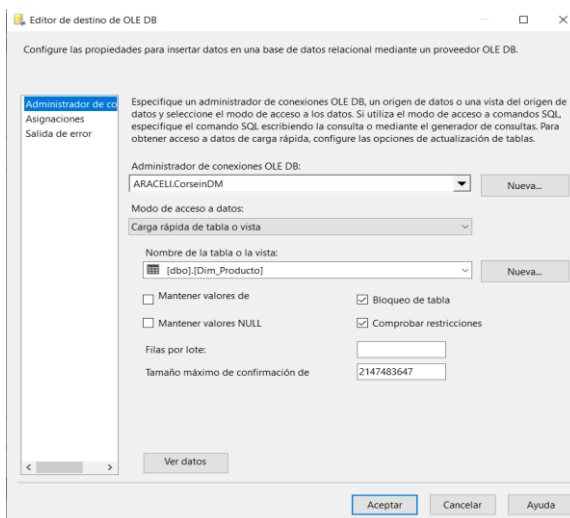 Editor de destino de OLE DB
Configure las propiedades para insertar datos en una base de datos relacional mediante un proveedor OLE DB.
Administrador de co
Asignaciones
Salida de error
Especifique un administrador de conexiones OLE DB, un origen de datos o una vista del origen de
datos y seleccione el modo de acceso a los datos. Si utiliza el modo de acceso a comandos SQL,
especifique el comando SQL escribiendo la consulta o mediante el generador de consultas. Para
obtener acceso a datos de carga rápida, configure las opciones de actualización de tablas.
Administrador de conexiones OLE DB:
ARACELI.CorseinDM
Nueva...
Modo de acceso a datos:
Carga rápida de tabla o vista
Nombre de la tabla o la vista:
[dbo].[Dim_Producto]
Nueva...
Mantener valores de
Bloqueo de tabla
Mantener valores NULL
Comprobar restricciones
Filas por lote:
Tamaño máximo de confirmación de
2147483647
Ver datos
Aceptar
Cancelar
Ayuda